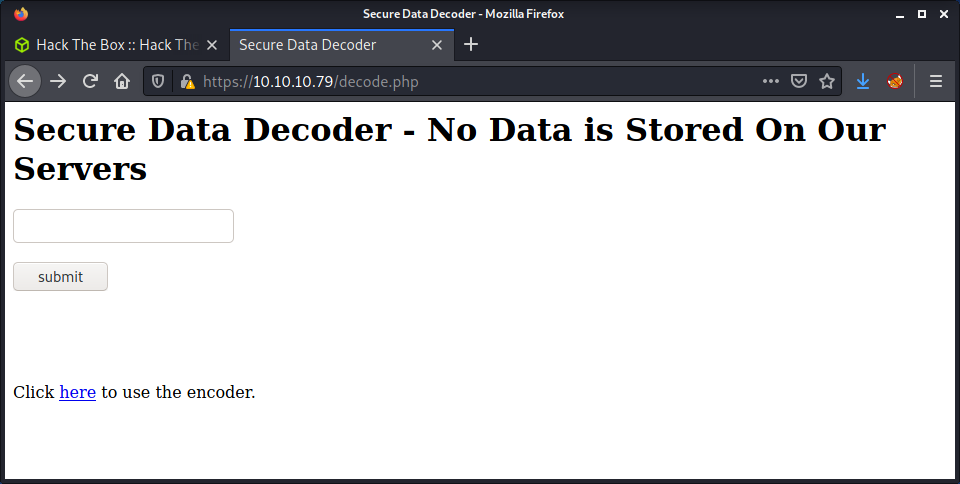 Secure Data Decoder - Mozilla Firefox
Hack The Box :: Hack The
Secure Data Decoder
https://10.10.10.79/decode.php
Secure Data Decoder - No Data is Stored On Our
Servers
submit
Click here to use the encoder.